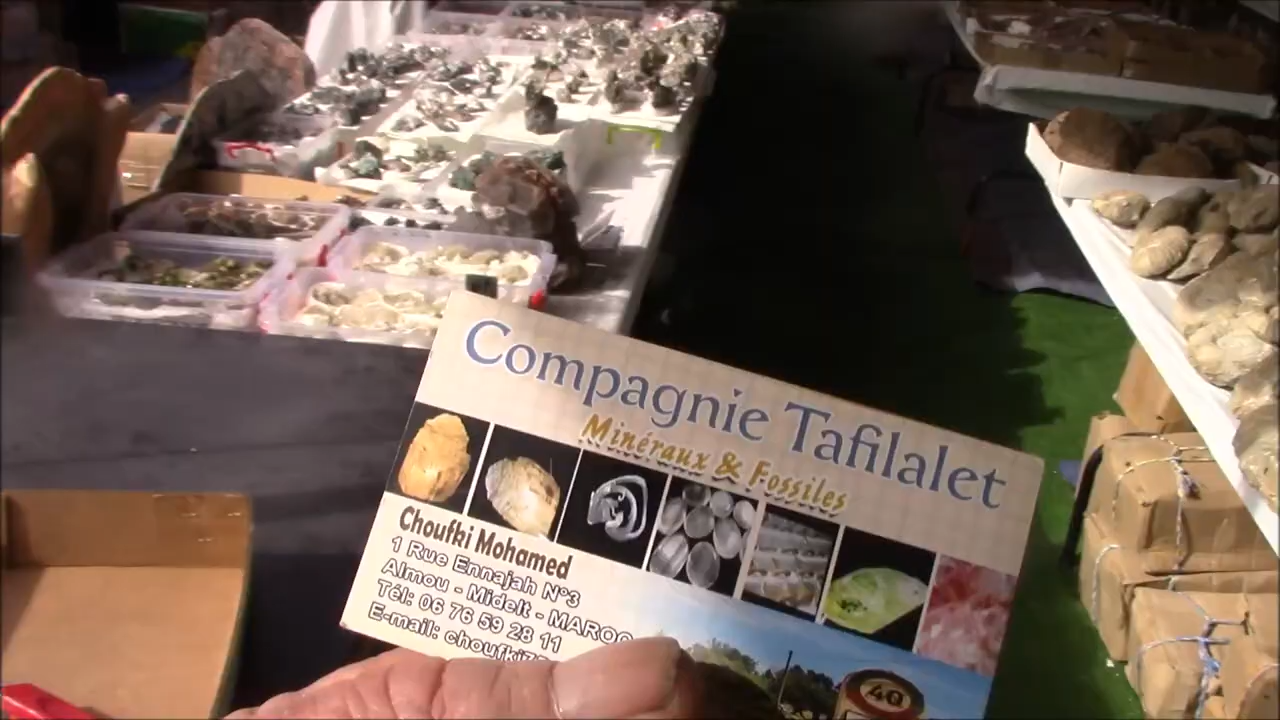 Compagnie Tafilalet
Minéraux & Fossiles
Choufki Mohamed
1 Rue Ennajah N°3
Almou - Midelt - MAROC
Tél: 06 76 59 28 11
E-mail:
40